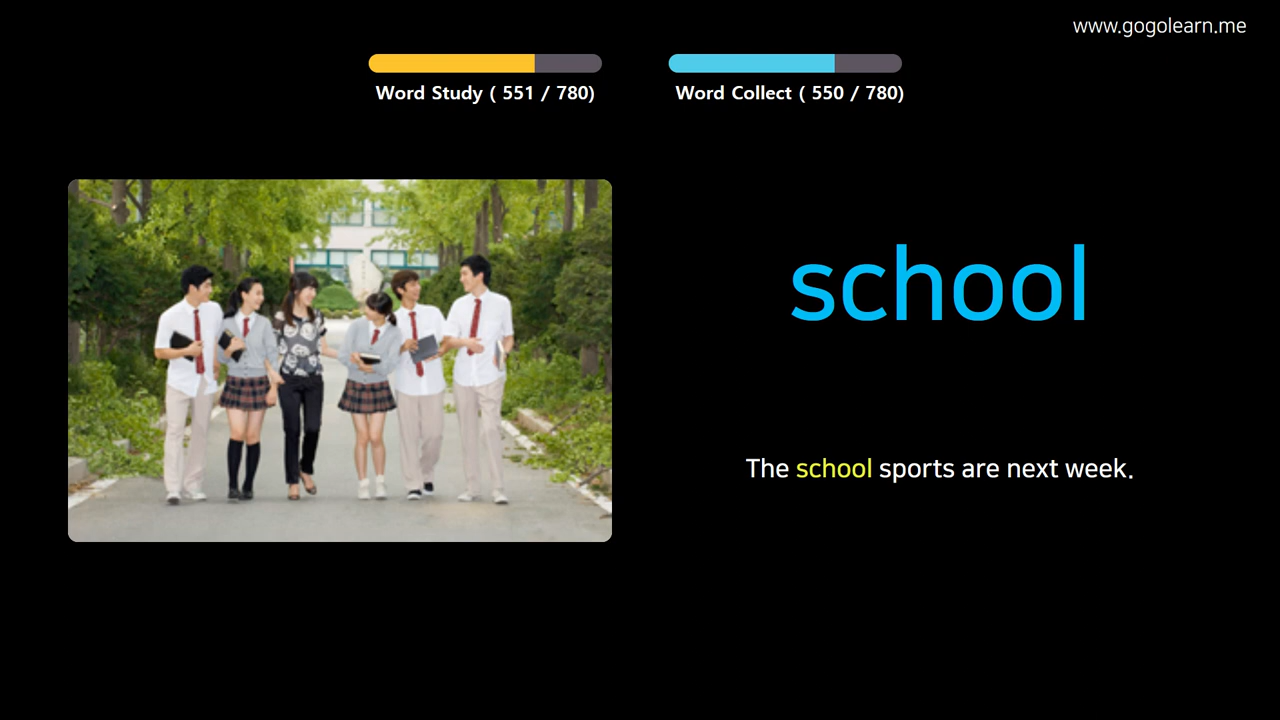 www.gogolearn.me
Word Study ( 551 / 780)
Word Collect ( 550 / 780)
school
The school sports are next week.